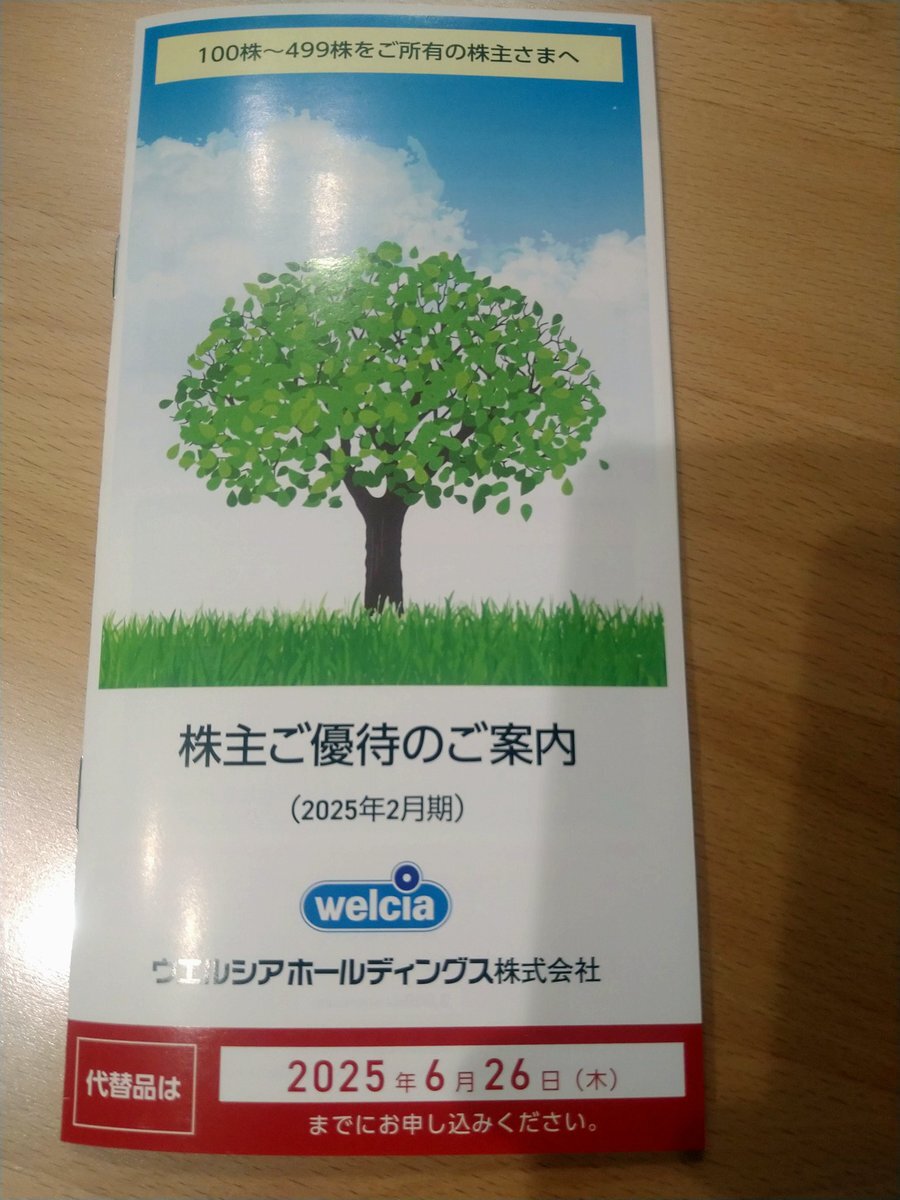 100株～499株をご所有の株主さまへ
株主ご優待のご案内
（2025年2月期）
welcia
ウエルシアホールディングス株式会社
代替品は
2025年6月26日（木）
までにお申し込みください。